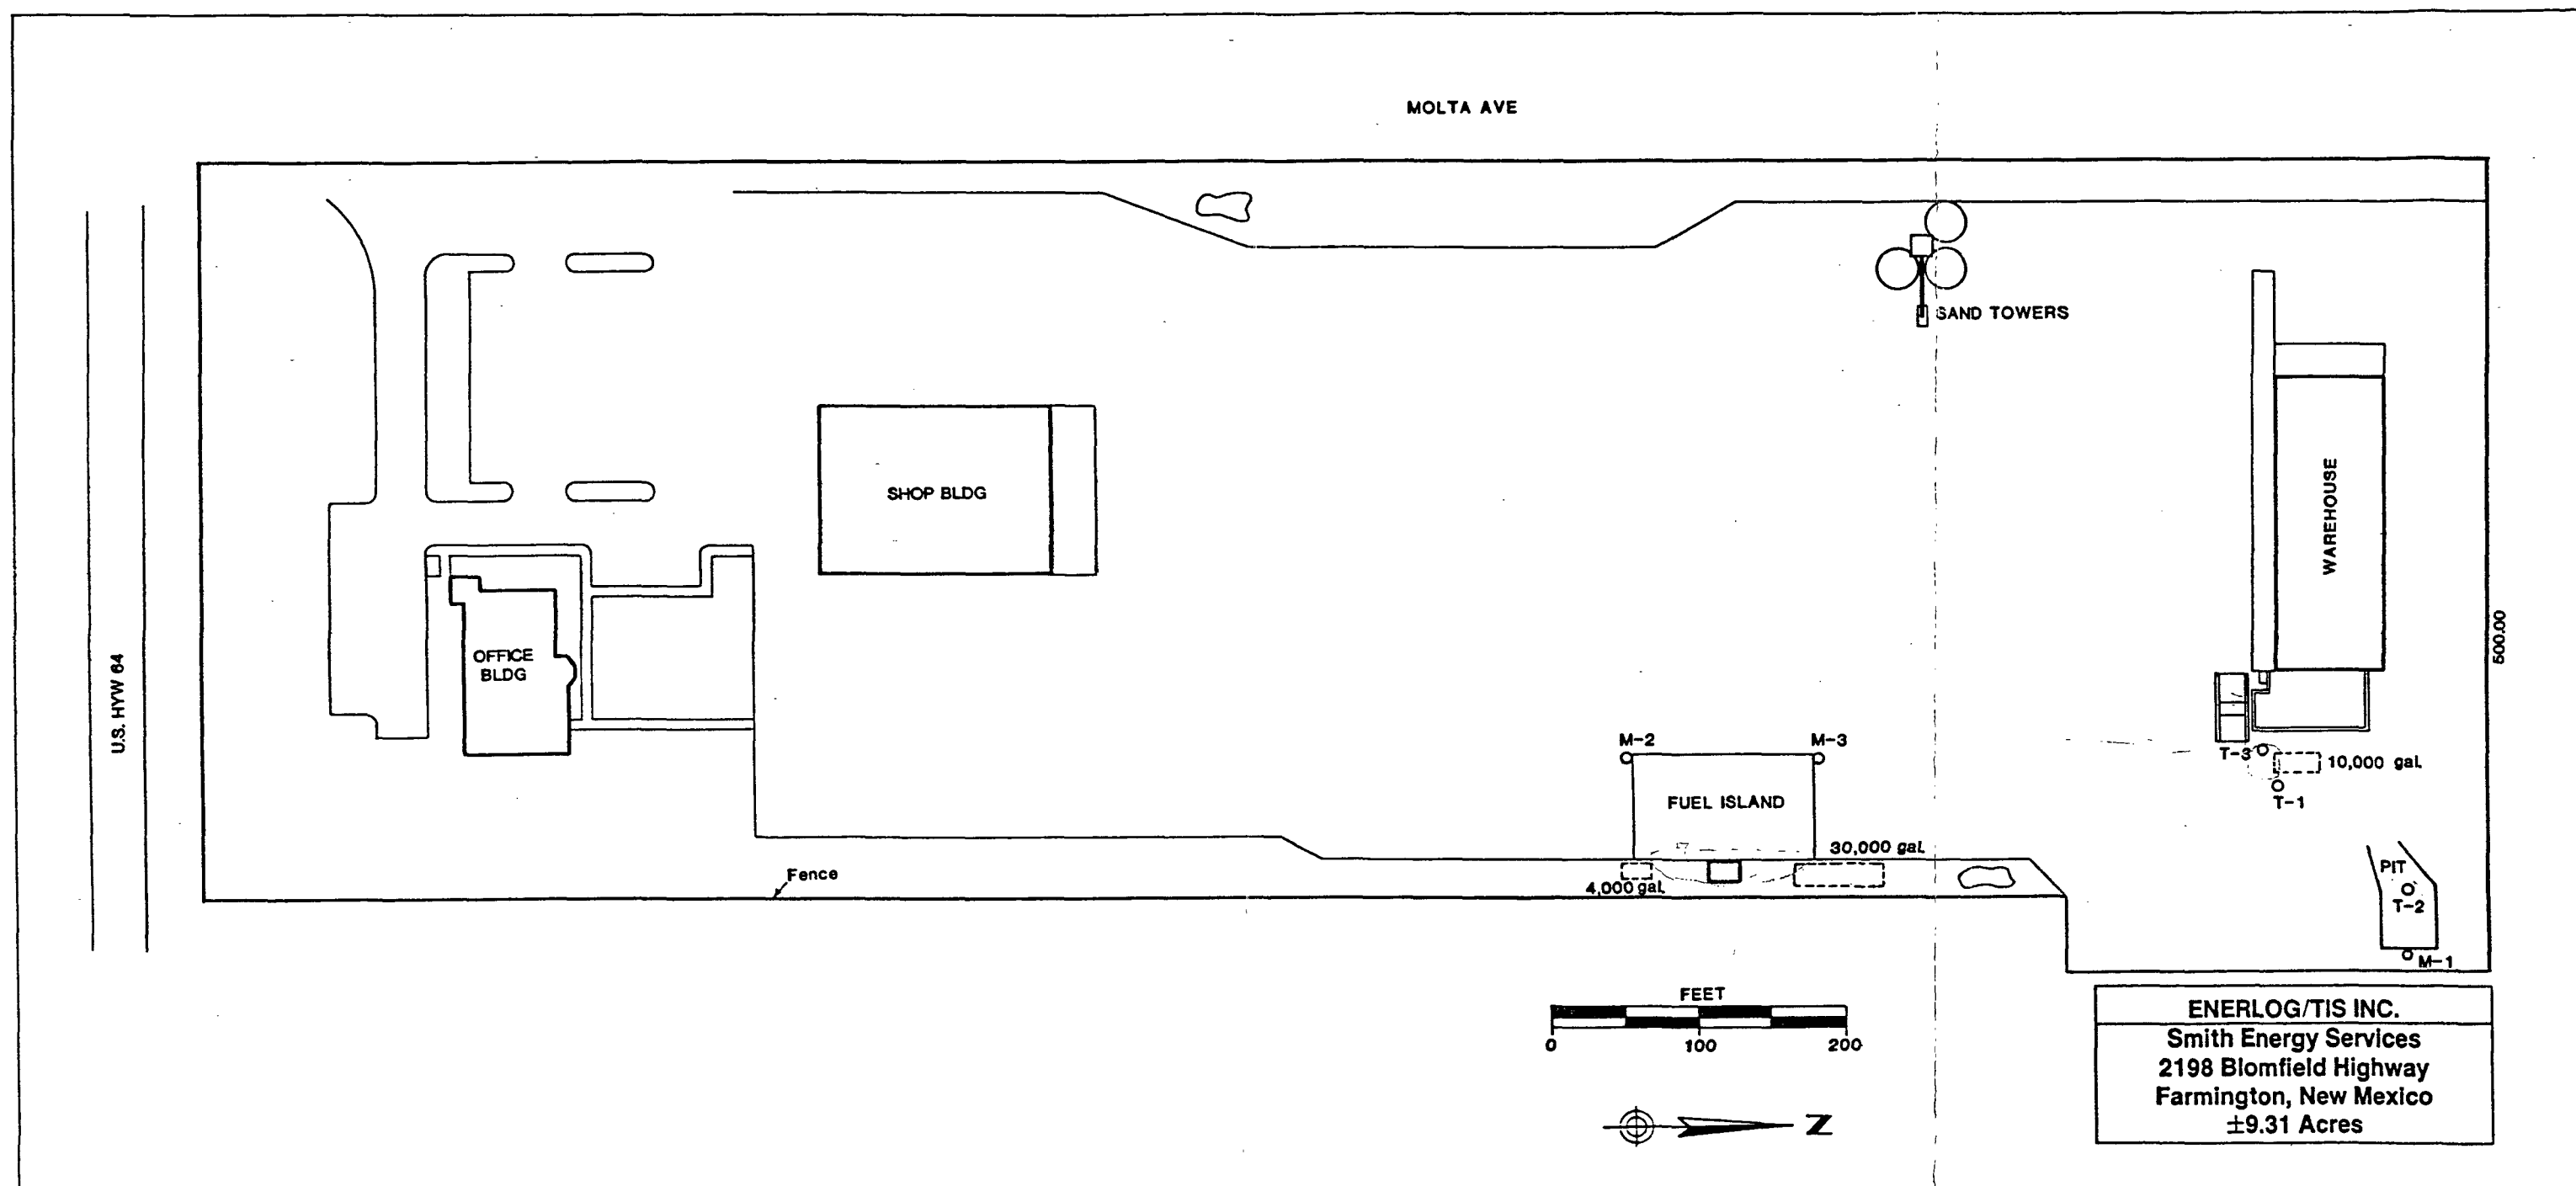 MOLTA AVE
SAND TOWERS
SHOP BLDG
WAREHOUSE
OFFICE
BLDG
500.00
U.S. HYW 64
M-2
M-3
T-3
10,000 gal.
T-1
FUEL ISLAND
30,000 gal.
PIT
Fence
4,000 gal.
T-2
M-1
FEET
0
100
200
ENERLOG/TIS INC.
Smith Energy Services
2198 Blomfield Highway
Farmington, New Mexico
±9.31 Acres
Z